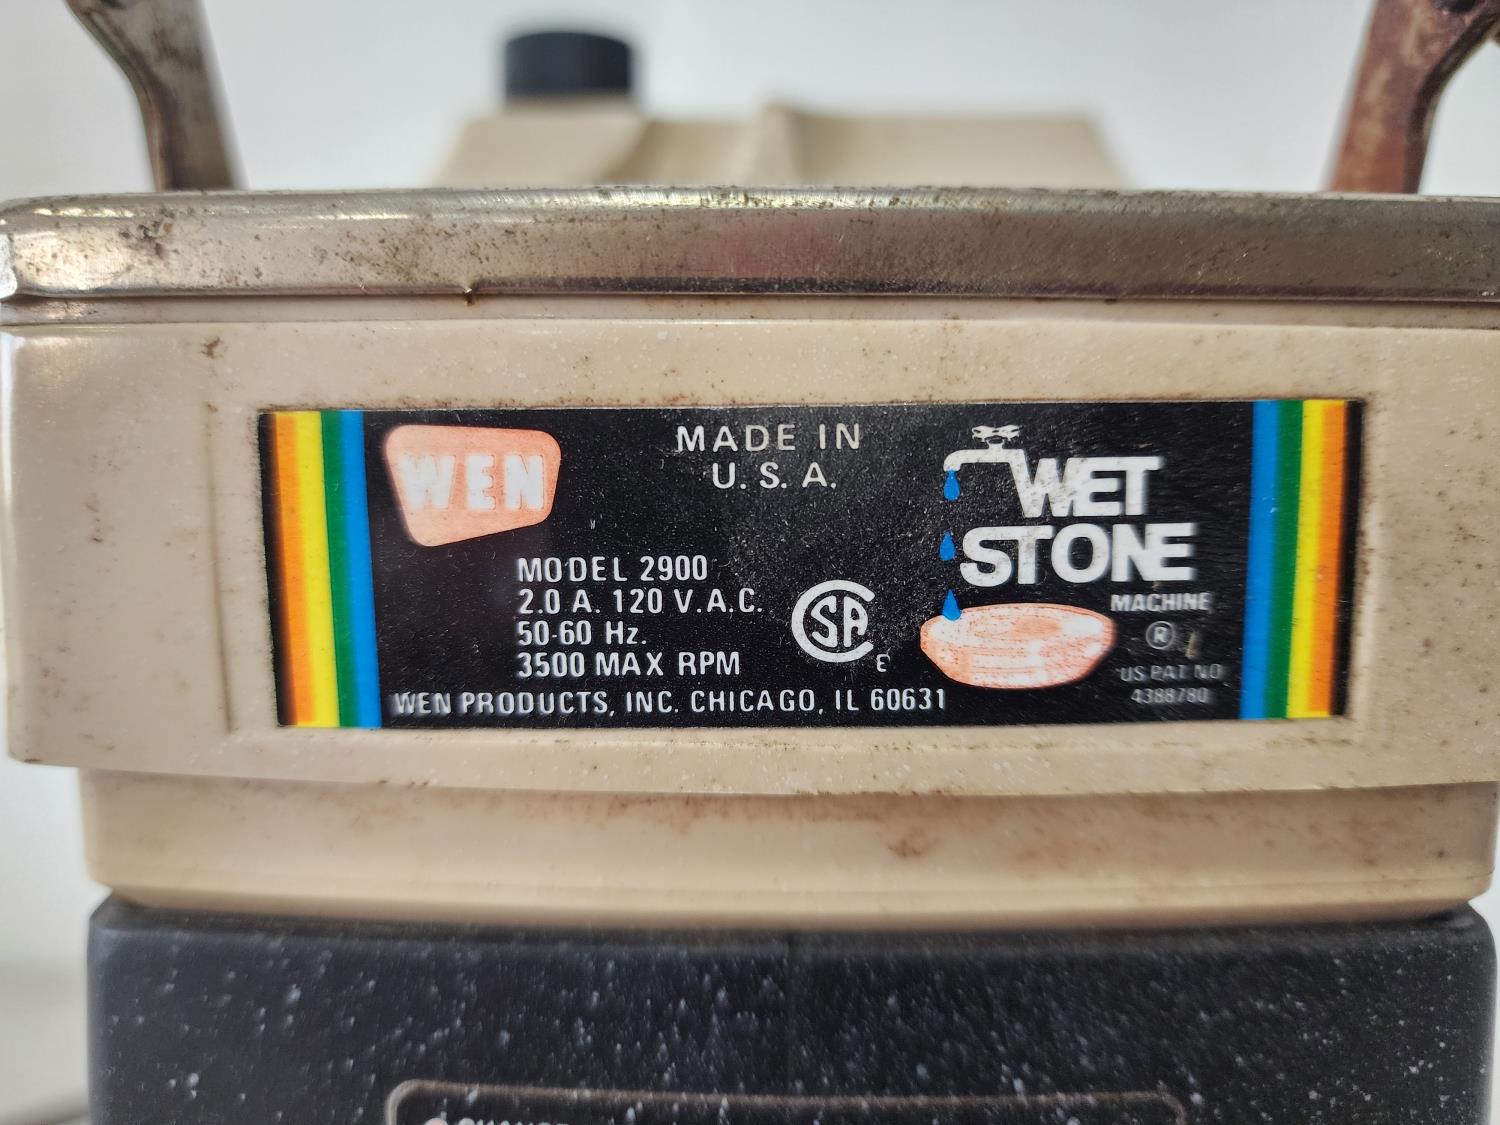 WEN
MADE IN
U. S. A.
MODEL 2900
2.0 A. 120 V.A.C.
50-60 Hz.
3500 MAX RPM
CSA
E
WEN PRODUCTS, INC. CHICAGO, IL 60631
WET
STONE
MACHINE
®
US PAT NO
4388780